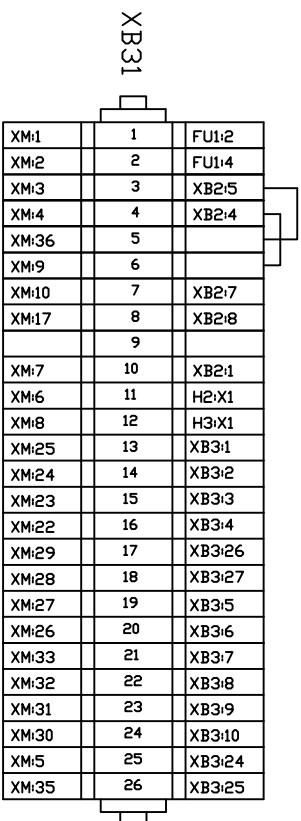 XB31
XM:1 1 FU1:2
XM:2 2 FU1:4
XM:3 3 XB2:5
XM:4 4 XB2:4
XM:36 5
XM:9 6
XM:10 7 XB2:7
XM:17 8 XB2:8
9
XM:7 10 XB2:1
XM:6 11 H2:X1
XM:8 12 H3:X1
XM:25 13 XB3:1
XM:24 14 XB3:2
XM:23 15 XB3:3
XM:22 16 XB3:4
XM:29 17 XB3:26
XM:28 18 XB3:27
XM:27 19 XB3:5
XM:26 20 XB3:6
XM:33 21 XB3:7
XM:32 22 XB3:8
XM:31 23 XB3:9
XM:30 24 XB3:10
XM:5 25 XB3:24
XM:35 26 XB3:25